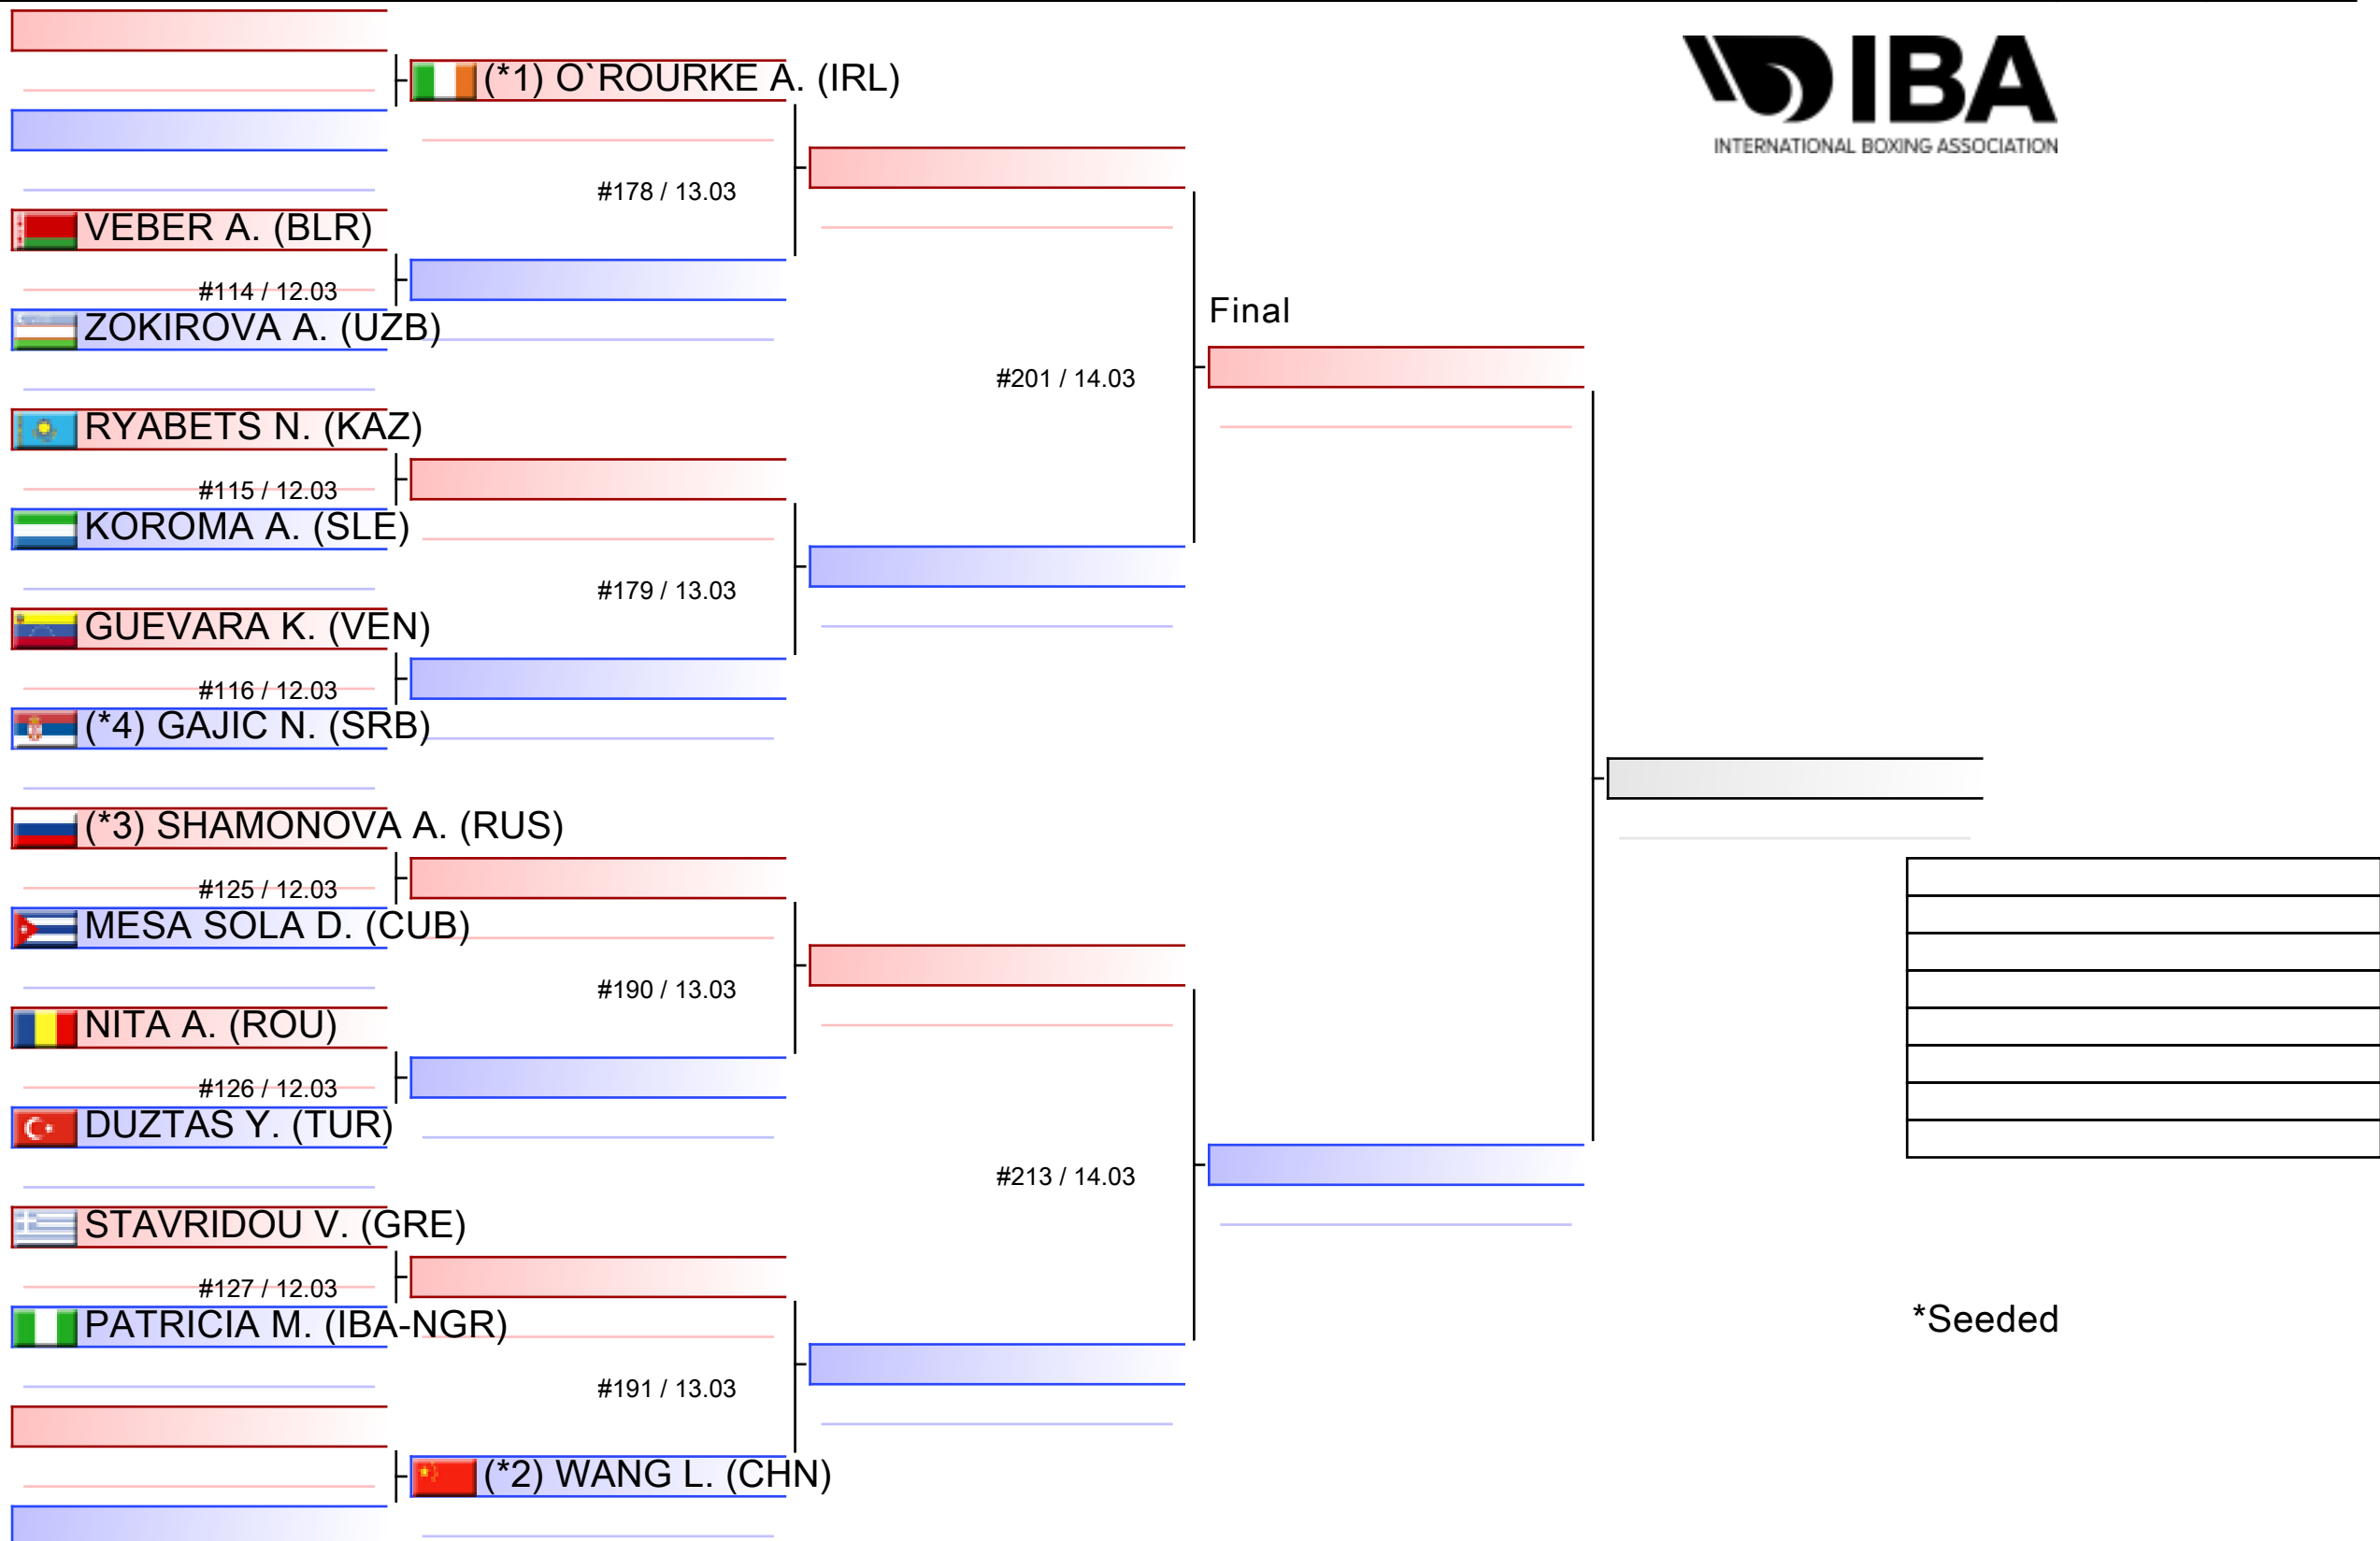 IBA
INTERNATIONAL BOXING ASSOCIATION
(*1) O`ROURKE A. (IRL)
#178 / 13.03
VEBER A. (BLR)
#114 / 12.03
ZOKIROVA A. (UZB)
Final
#201 / 14.03
RYABETS N. (KAZ)
#115 / 12.03
KOROMA A. (SLE)
#179 / 13.03
GUEVARA K. (VEN)
#116 / 12.03
(*4) GAJIC N. (SRB)
(*3) SHAMONOVA A. (RUS)
#125 / 12.03
MESA SOLA D. (CUB)
#190 / 13.03
NITA A. (ROU)
#126 / 12.03
DUZTAS Y. (TUR)
#213 / 14.03
STAVRIDOU V. (GRE)
#127 / 12.03
PATRICIA M. (IBA-NGR)
*Seeded
#191 / 13.03
(*2) WANG L. (CHN)